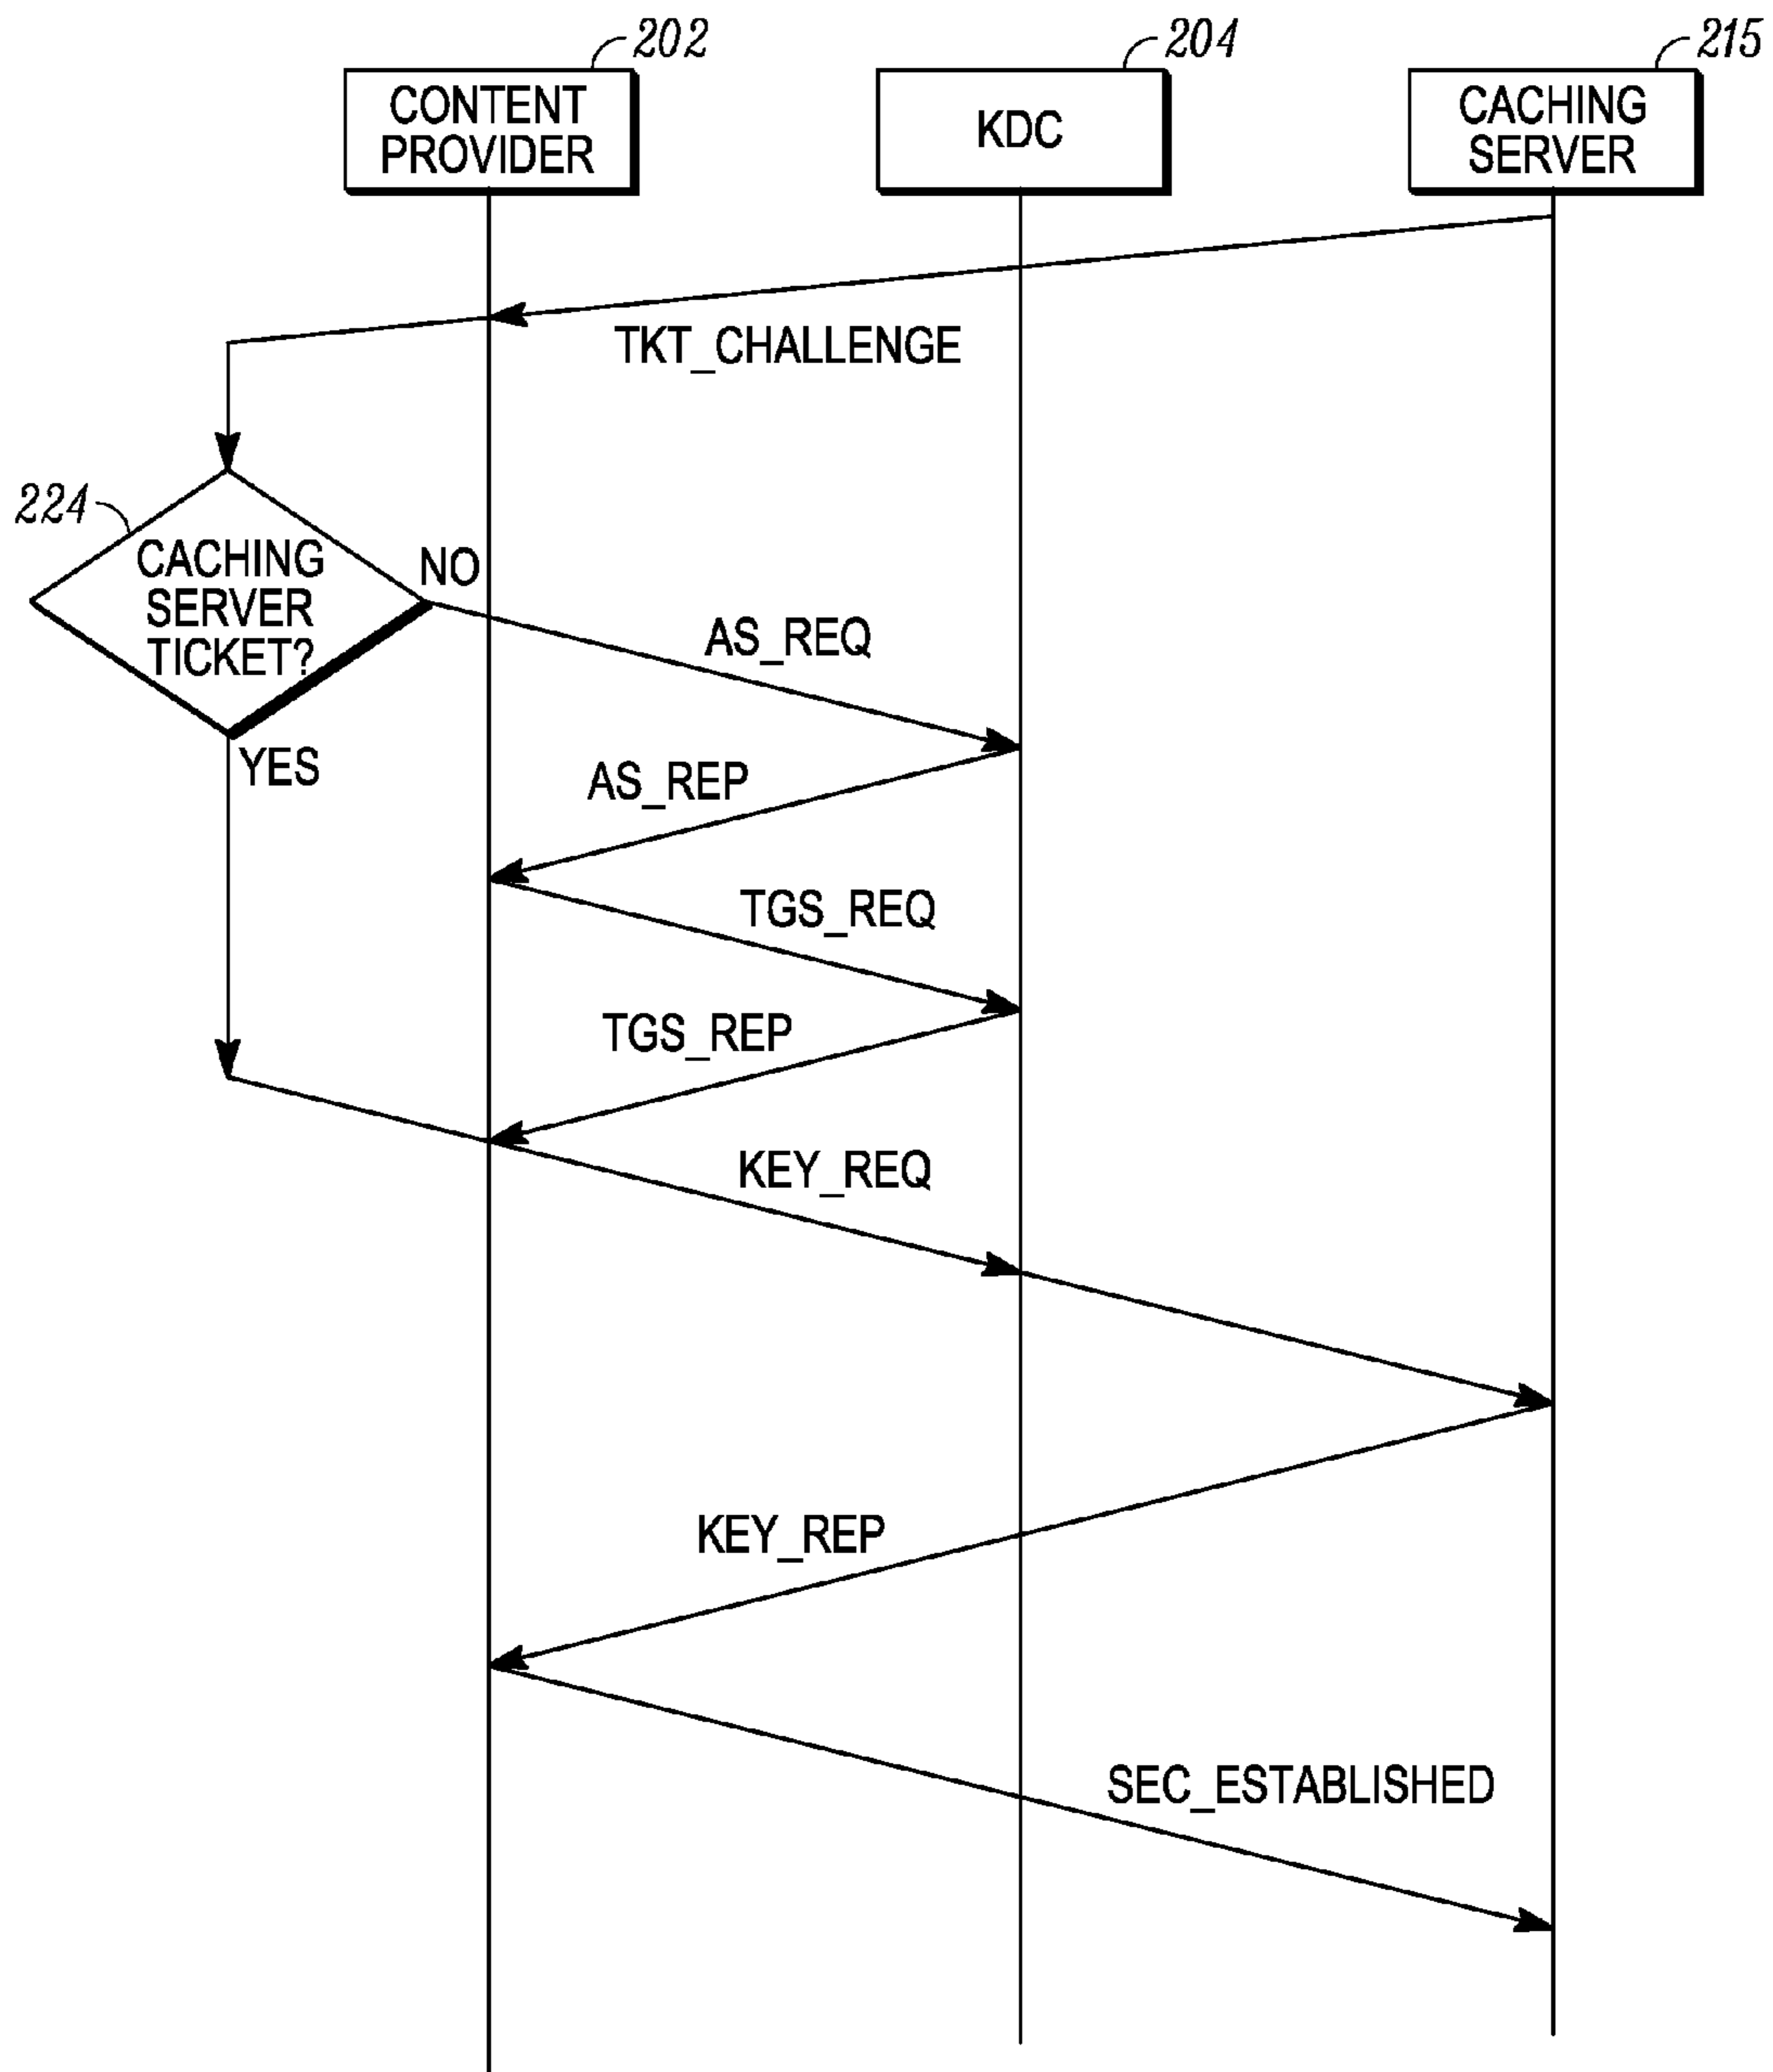 202
204
215
CONTENT
PROVIDER
KDC
CACHING
SERVER
TKT_CHALLENGE
224
CACHING
SERVER
TICKET?
NO
YES
AS_REQ
AS_REP
TGS_REQ
TGS_REP
KEY_REQ
KEY_REP
SEC_ESTABLISHED